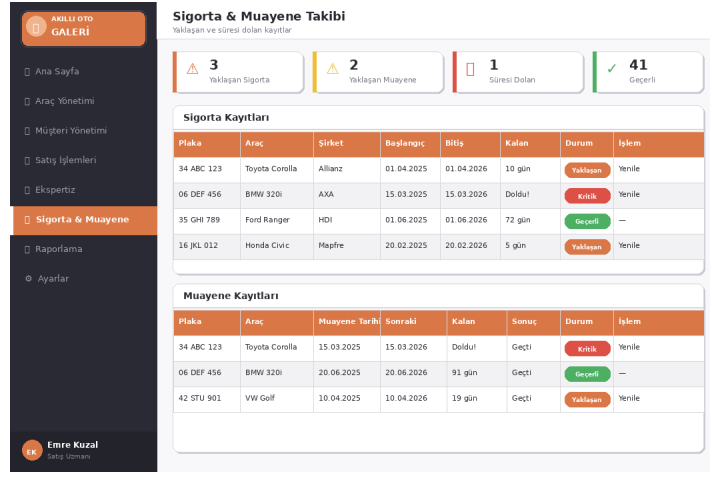 AKILLI OTO
GALERİ
Ana Sayfa
Araç Yönetimi
Müşteri Yönetimi
Satış İşlemleri
Ekspertiz
Sigorta & Muayene
Raporlama
Ayarlar
EK
Emre Kuzal
Satış Uzmanı
Sigorta & Muayene Takibi
Yaklaşan ve süresi dolan kayıtlar
3
Yaklaşan Sigorta
2
Yaklaşan Muayene
1
Süresi Dolan
41
Geçerli
Sigorta Kayıtları
Plaka Araç Şirket Başlangıç Bitiş Kalan Durum İşlem
34 ABC 123 Toyota Corolla Allianz 01.04.2025 01.04.2026 10 gün Yaklaşan Yenile
06 DEF 456 BMW 320i AXA 15.03.2025 15.03.2026 Doldu! Kritik Yenile
35 GHI 789 Ford Ranger HDI 01.06.2025 01.06.2026 72 gün Geçerli —
16 JKL 012 Honda Civic Mapfre 20.02.2025 20.02.2026 5 gün Yaklaşan Yenile
Muayene Kayıtları
Plaka Araç Muayene Tarihi Sonraki Kalan Sonuç Durum İşlem
34 ABC 123 Toyota Corolla 15.03.2025 15.03.2026 Doldu! Geçti Kritik Yenile
06 DEF 456 BMW 320i 20.06.2025 20.06.2026 91 gün Geçti Geçerli —
42 STU 901 VW Golf 10.04.2025 10.04.2026 19 gün Geçti Yaklaşan Yenile